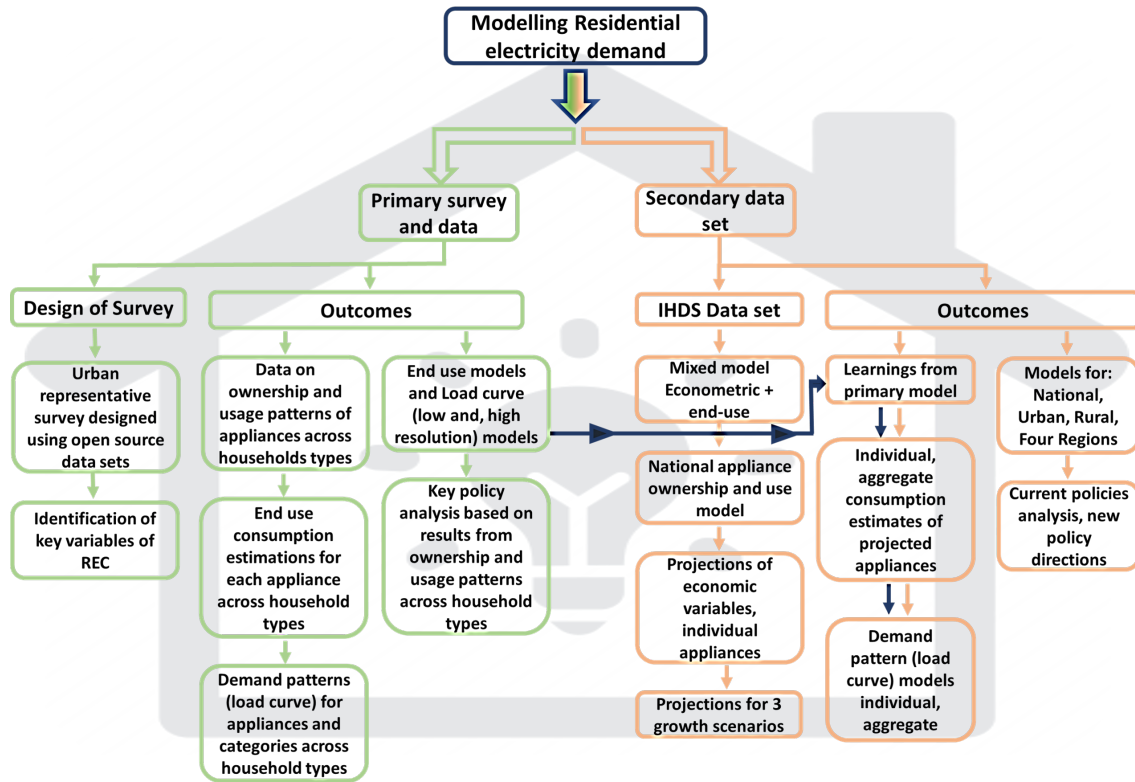 Modelling Residential
electricity demand
Primary survey
and data
Secondary data
set
Design of Survey
Outcomes
IHDS Data set
Outcomes
Urban
representative
survey designed
using open source
data sets
Identification of
key variables of
REC
Data on
ownership and
usage patterns of
appliances across
households types
End use
consumption
estimations for
each appliance
across household
types
Demand patterns
(load curve) for
appliances and
categories across
household types
End use models
and Load curve
(low and, high
resolution) models
Key policy
analysis based on
results from
ownership and
usage patterns
across household
types
Mixed model
Econometric +
end-use
National appliance
ownership and use
model
Projections of
economic
variables,
individual
appliances
Projections for 3
growth scenarios
Learnings from
primary model
Individual,
aggregate
consumption
estimates of
projected
appliances
Demand
pattern (load
curve) models
individual,
aggregate
Models for:
National,
Urban, Rural,
Four Regions
Current policies
analysis, new
policy
directions